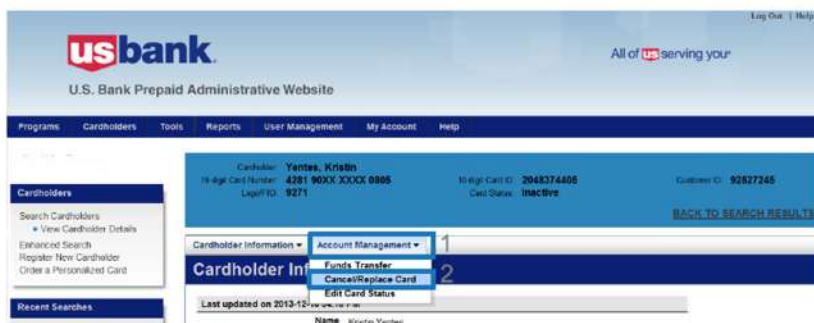 Log Out | Help
usbank
All of us serving you
U.S. Bank Prepaid Administrative Website
Programs Cardholders Tools Reports User Management My Account Help
Cardholder: Yentes, Kristin
16-digit Card Number: 4281 90XX XXXX 0805 10-digit Card ID: 2048374405 Customer ID: 92827245
9271 Card Status: Inactive
BACK TO SEARCH RESULTS
Cardholders
Search Cardholders
View Cardholder Details
Enhanced Search
Register New Cardholder
Order a Personalized Card
Recent Searches
Cardholder Information Account Management 1
Funds Transfer
Cancel/Replace Card 2
Edit Card Status
Cardholder Inf
Last updated on 2013-12-
Name Kristin Yentes